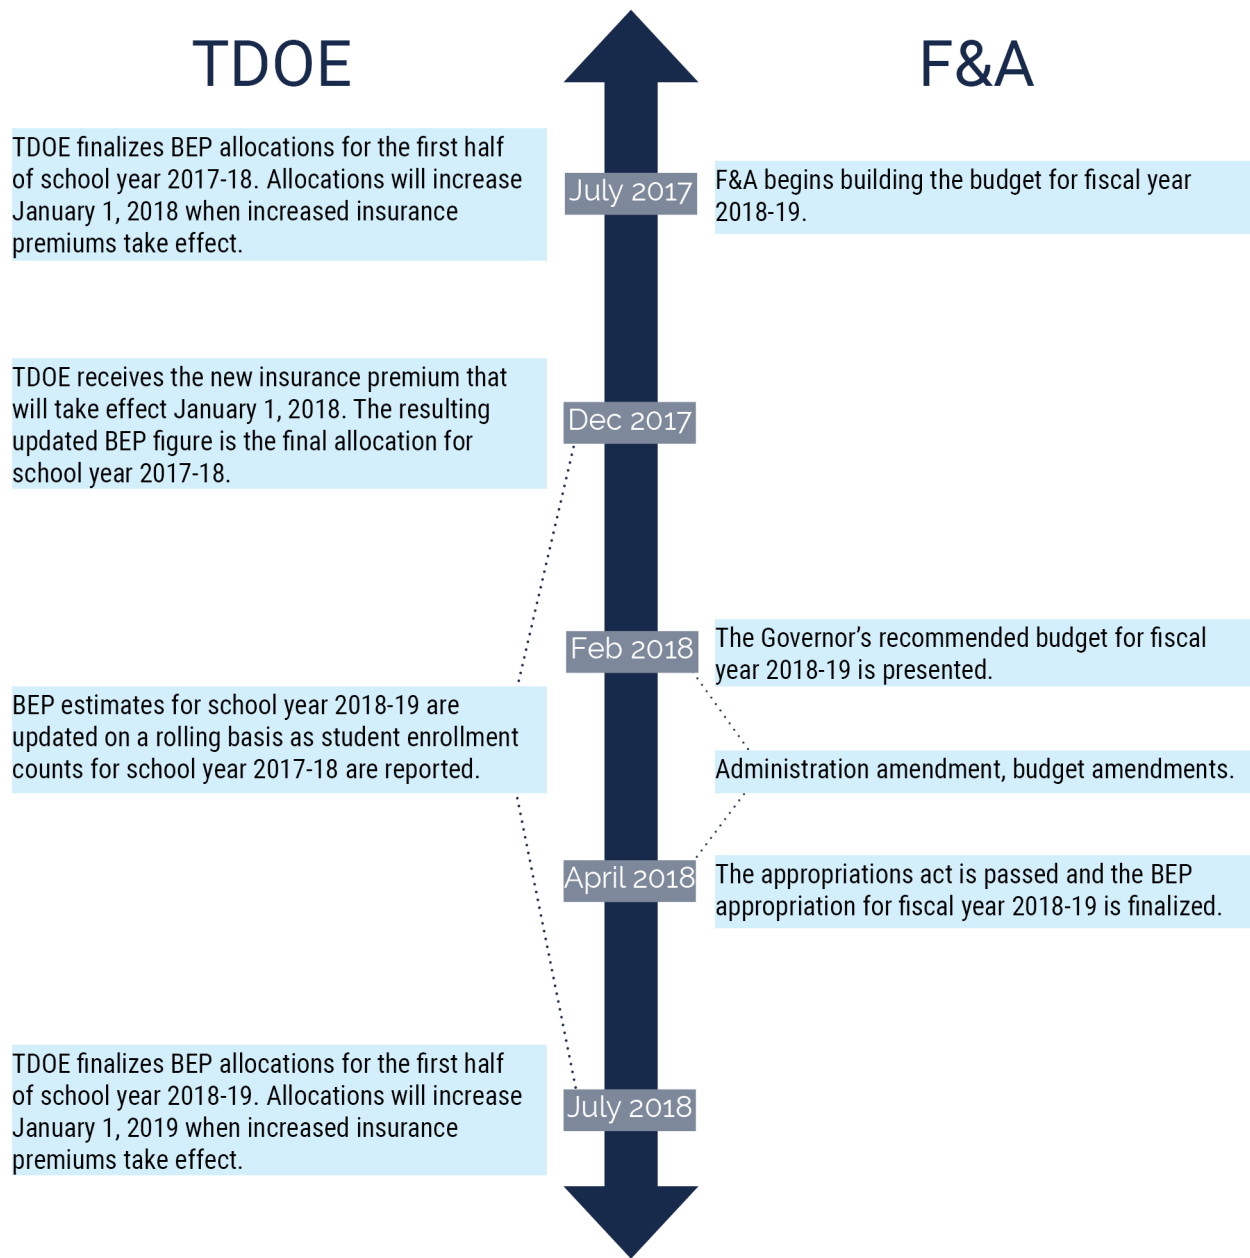 TDOE
F&A
TDOE finalizes BEP allocations for the first half
of school year 2017-18. Allocations will increase
January 1, 2018 when increased insurance
premiums take effect.
July 2017
F&A begins building the budget for fiscal year
2018-19.
TDOE receives the new insurance premium that
will take effect January 1, 2018. The resulting
updated BEP figure is the final allocation for
school year 2017-18.
Dec 2017
Feb 2018
The Governor’s recommended budget for fiscal
year 2018-19 is presented.
BEP estimates for school year 2018-19 are
updated on a rolling basis as student enrollment
counts for school year 2017-18 are reported.
Administration amendment, budget amendments.
April 2018
The appropriations act is passed and the BEP
appropriation for fiscal year 2018-19 is finalized.
TDOE finalizes BEP allocations for the first half
of school year 2018-19. Allocations will increase
January 1, 2019 when increased insurance
premiums take effect.
July 2018